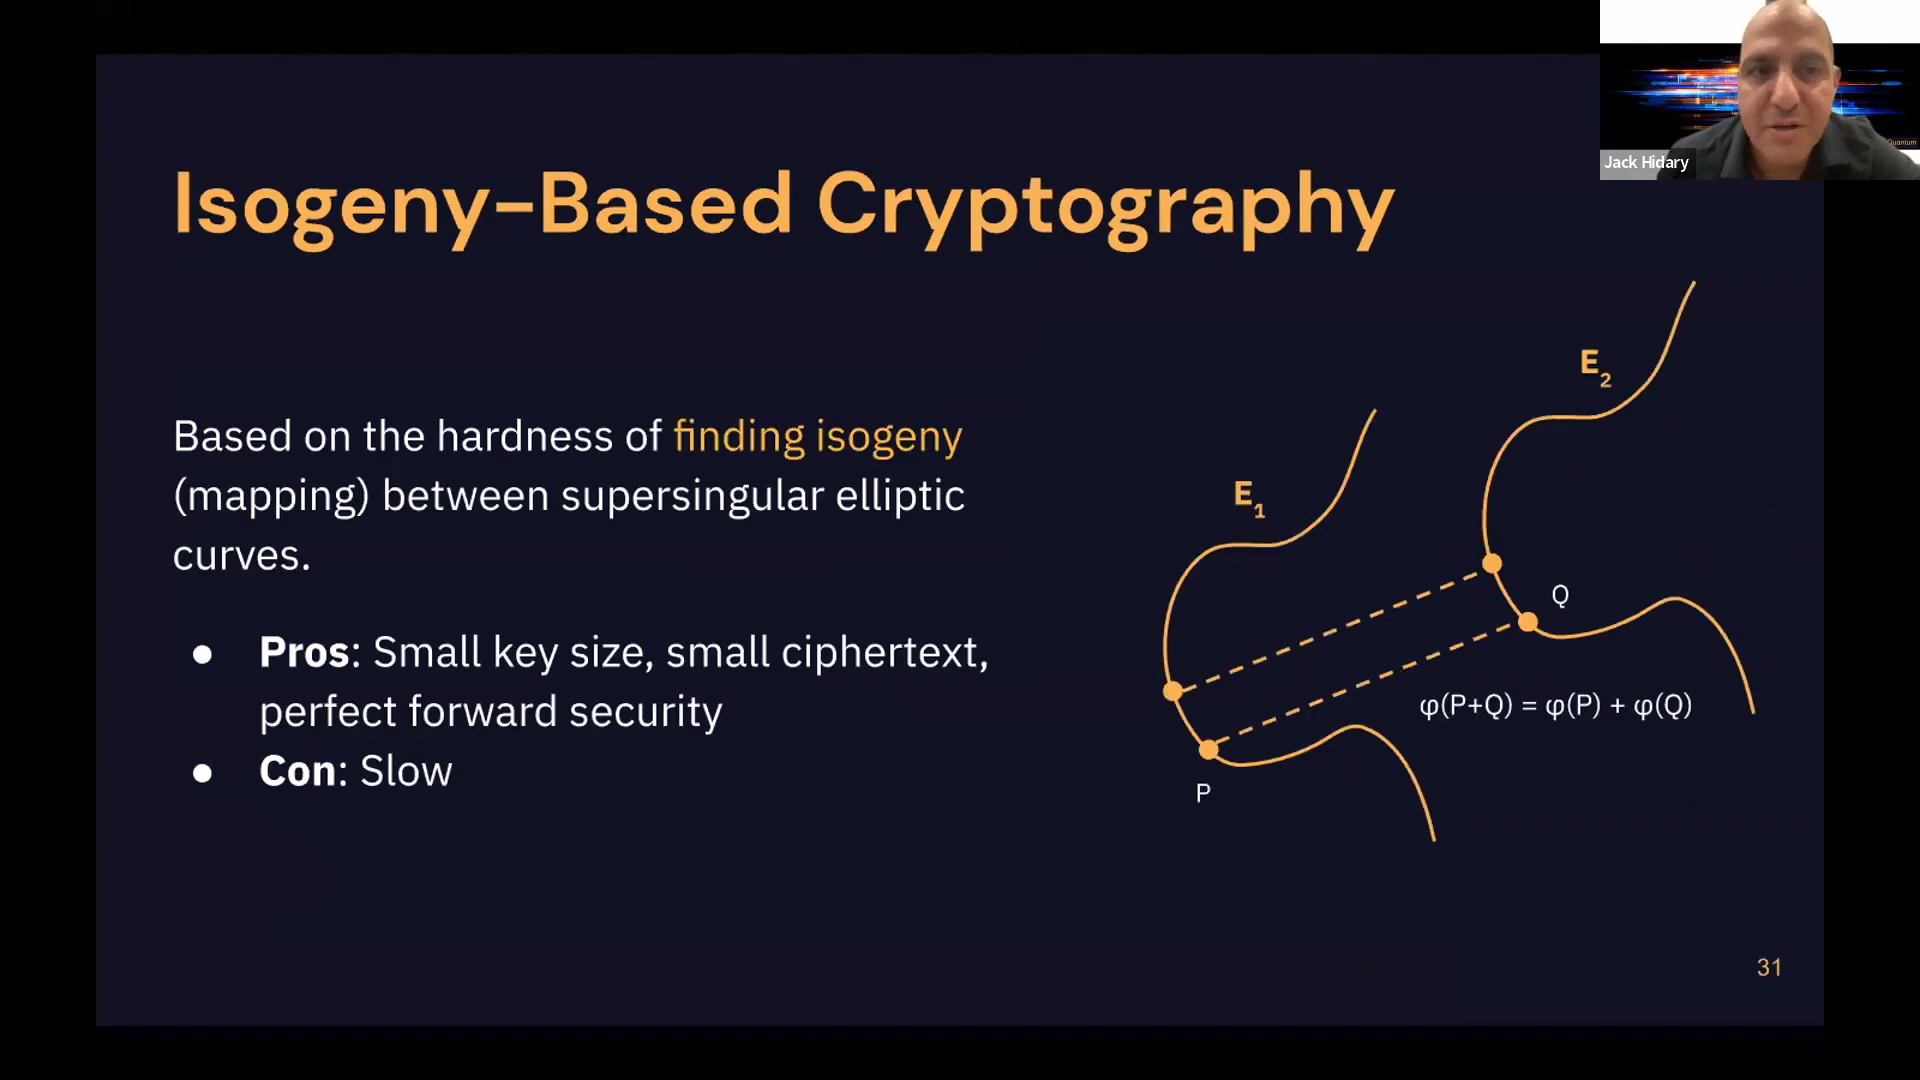 Isogeny-Based Cryptography
Quantum
Jack Hidary
Based on the hardness of finding isogeny
(mapping) between supersingular elliptic
curves.
● Pros: Small key size, small ciphertext,
perfect forward security
● Con: Slow
E₂
E₁
Q
φ(P+Q) = φ(P) + φ(Q)
P
31